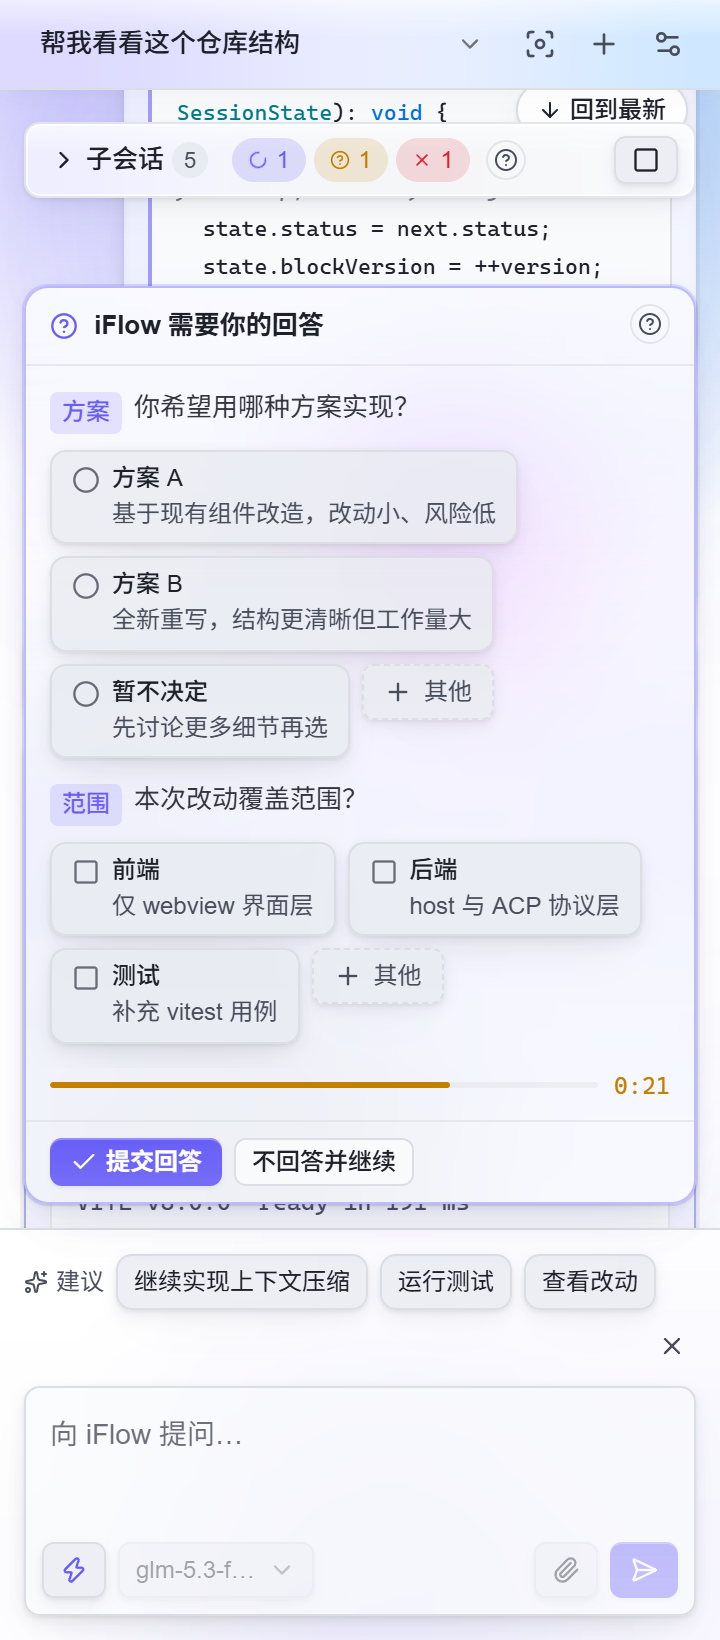 帮我看看这个仓库结构
SessionState): void {
回到最新
子会话 5 1 1 1
state.status = next.status;
state.blockVersion = ++version;
iFlow 需要你的回答
方案 你希望用哪种方案实现？
方案 A
基于现有组件改造，改动小、风险低
方案 B
全新重写，结构更清晰但工作量大
暂不决定
先讨论更多细节再选
其他
范围 本次改动覆盖范围？
前端
仅 webview 界面层
后端
host 与 ACP 协议层
测试
补充 vitest 用例
其他
0:21
提交回答 不回答并继续
建议 继续实现上下文压缩 运行测试 查看改动
向 iFlow 提问…
glm-5.3-f…